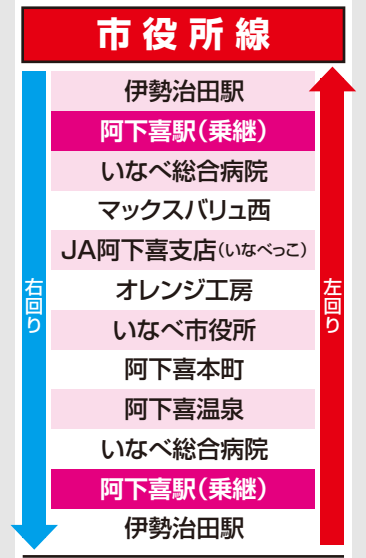 市役所線
伊勢治田駅
阿下喜駅(乗継)
いなべ総合病院
マックスバリュ西
JA阿下喜支店(いなべっこ)
オレンジ工房
いなべ市役所
阿下喜本町
阿下喜温泉
いなべ総合病院
阿下喜駅(乗継)
伊勢治田駅
右回り
左回り